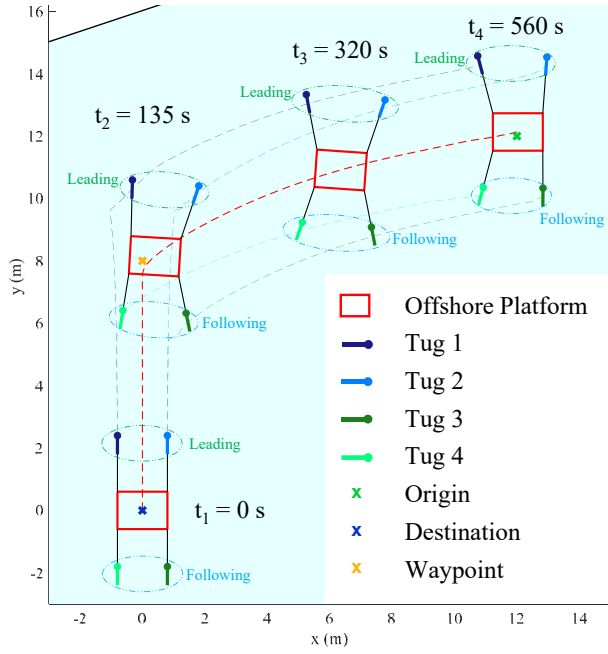 16
14
12
10
8
6
4
2
0
-2
y (m)
-2
0
2
4
6
8
10
12
14
x (m)
t4 = 560 s
t3 = 320 s
t2 = 135 s
t1 = 0 s
Leading
Following
Leading
Following
Leading
Following
Leading
Following
Offshore Platform
Tug 1
Tug 2
Tug 3
Tug 4
Origin
Destination
Waypoint